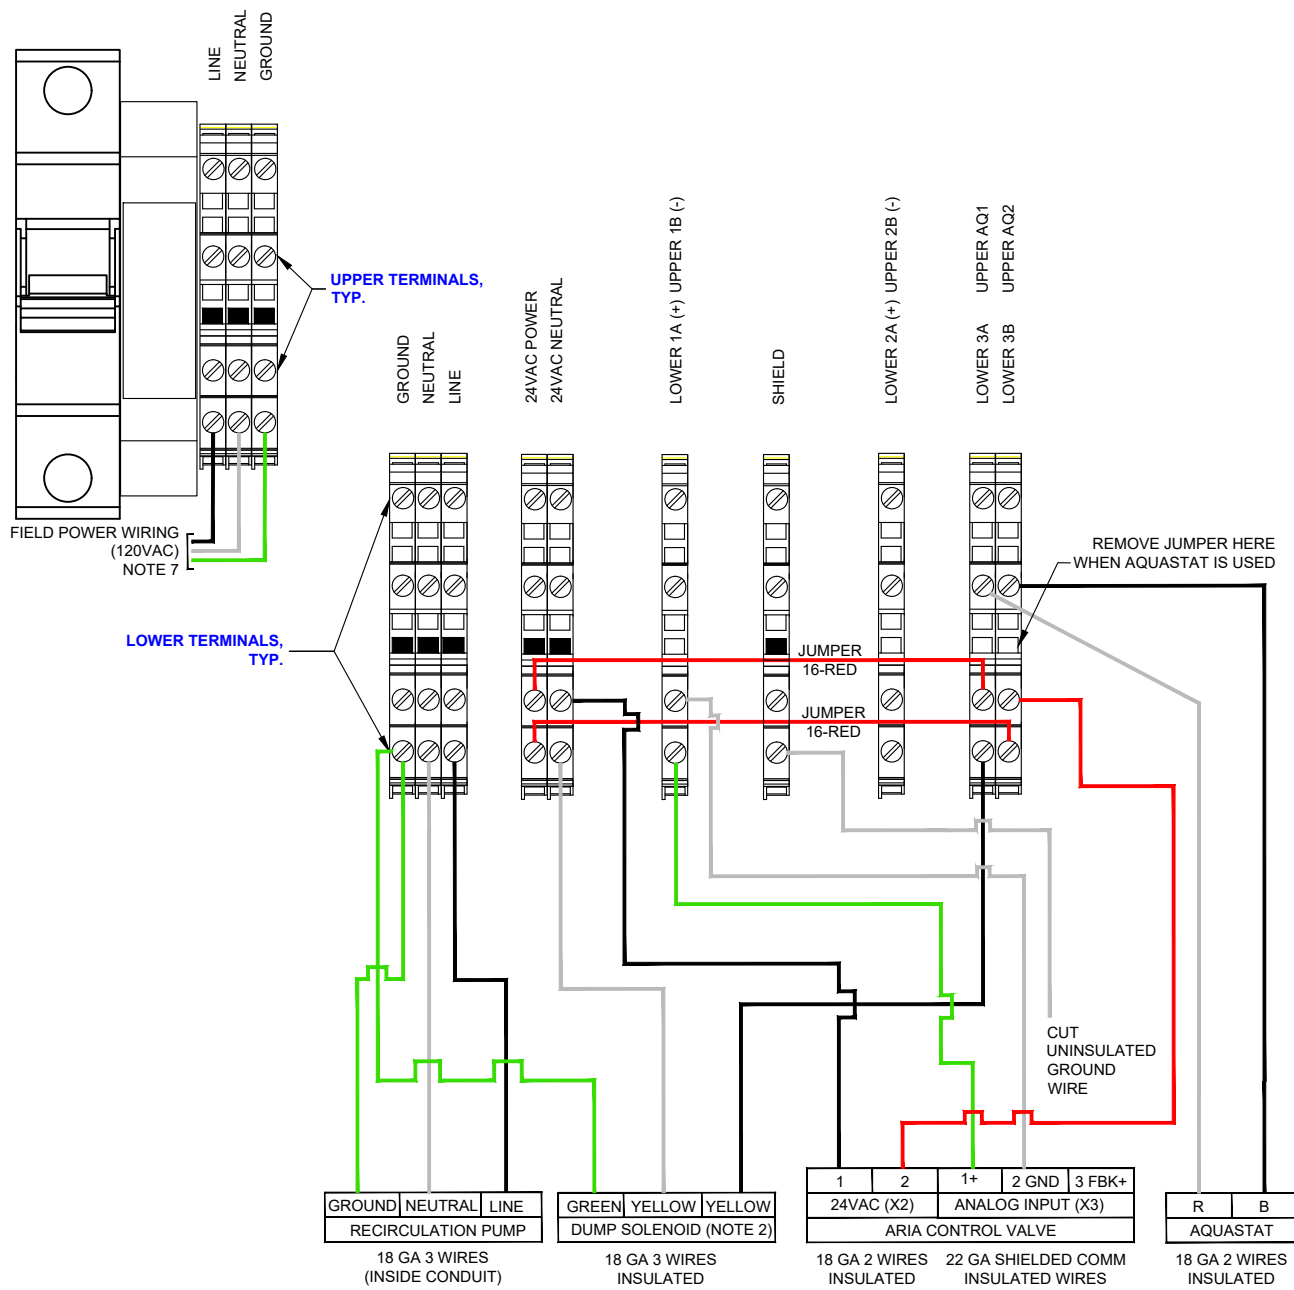 LINE
NEUTRAL
GROUND
UPPER TERMINALS,
TYP.
GROUND
NEUTRAL
LINE
24VAC POWER
24VAC NEUTRAL
LOWER 1A (+) UPPER 1B (-)
SHIELD
LOWER 2A (+) UPPER 2B (-)
LOWER 3A UPPER AQ1
LOWER 3B UPPER AQ2
FIELD POWER WIRING
(120VAC)
NOTE 7
REMOVE JUMPER HERE
WHEN AQUASTAT IS USED
LOWER TERMINALS,
TYP.
JUMPER
16-RED
JUMPER
16-RED
CUT
UNINSULATED
GROUND
WIRE
GROUND NEUTRAL LINE
RECIRCULATION PUMP
18 GA 3 WIRES
(INSIDE CONDUIT)
GREEN YELLOW YELLOW
DUMP SOLENOID (NOTE 2)
18 GA 3 WIRES
INSULATED
1 2 1+ 2 GND 3 FBK+
24VAC (X2) ANALOG INPUT (X3)
ARIA CONTROL VALVE
18 GA 2 WIRES
INSULATED
22 GA SHIELDED COMM
INSULATED WIRES
R B
AQUASTAT
18 GA 2 WIRES
INSULATED